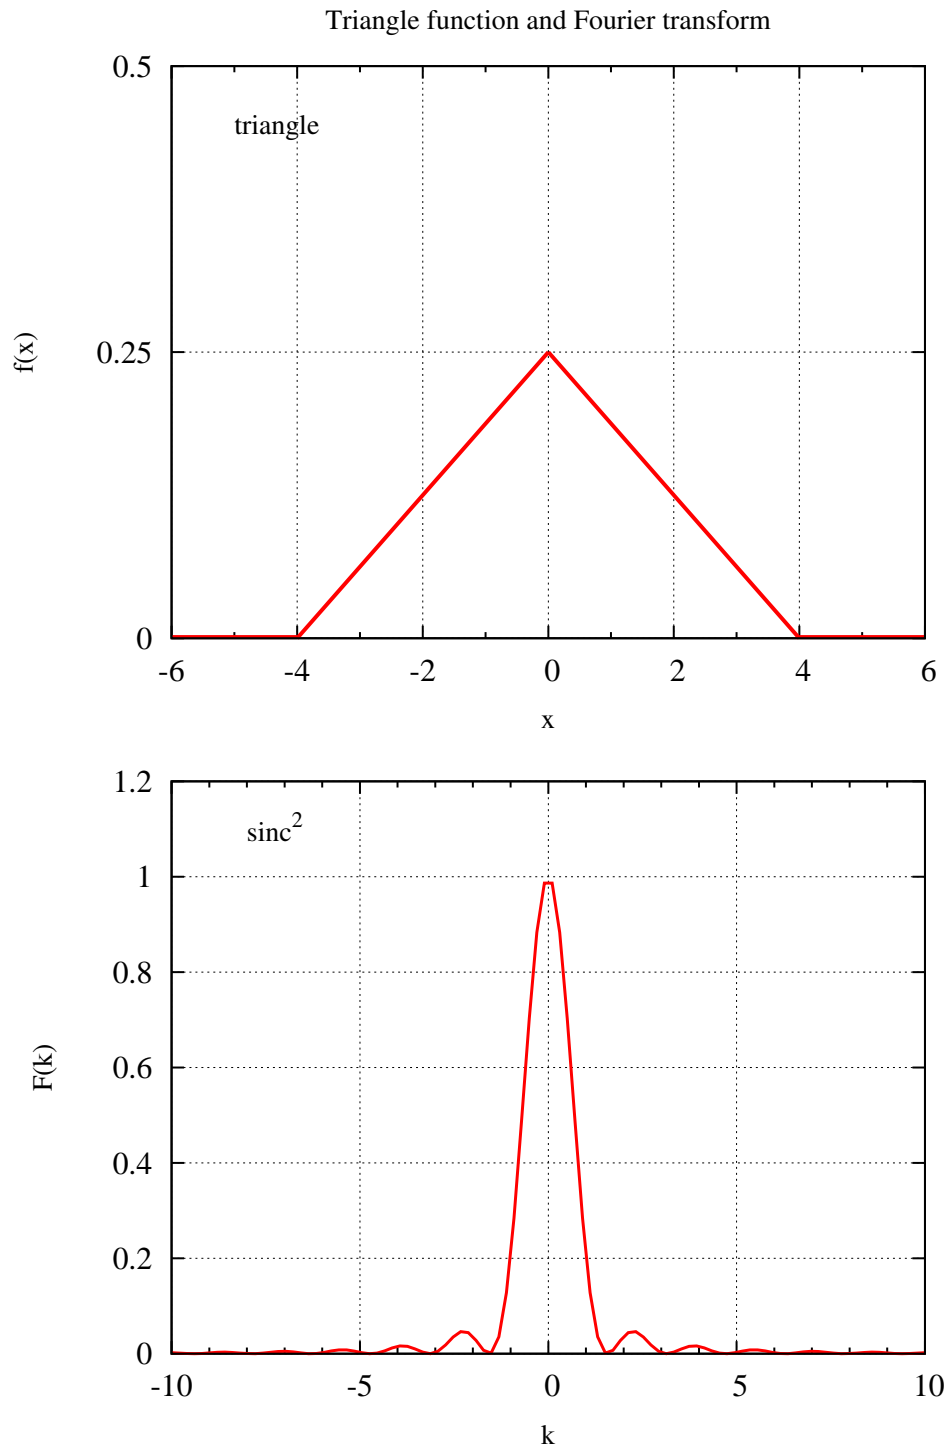 Triangle function and Fourier transform
0.5
triangle
f(x)
0.25
0
-6 -4 -2 0 2 4 6
x
1.2
sinc²
1
0.8
F(k)
0.6
0.4
0.2
0
-10 -5 0 5 10
k